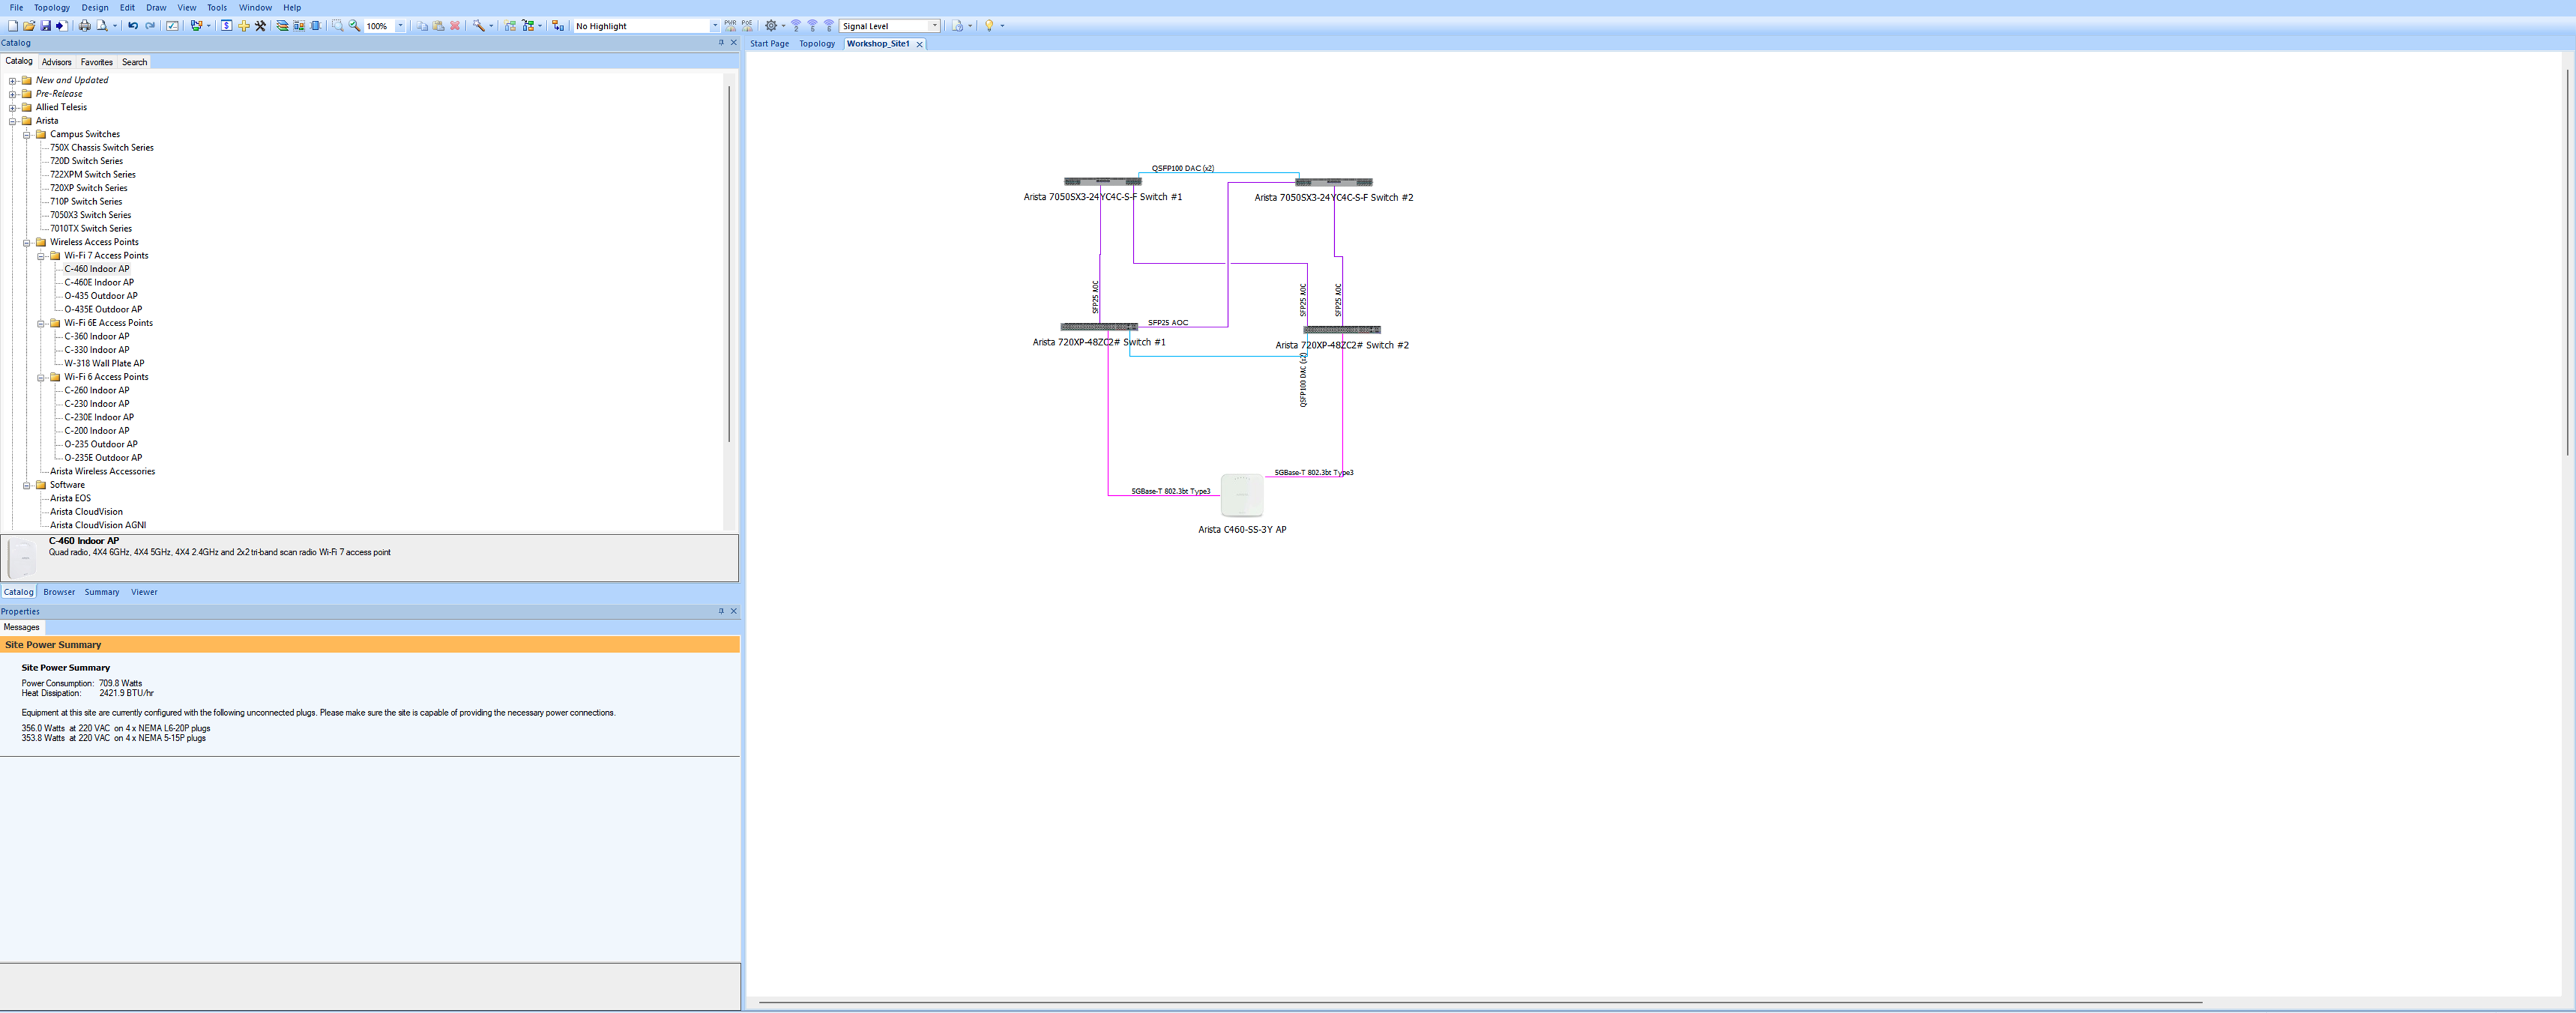 File Topology Design Edit Draw View Tools Window Help
100% No Highlight PWR PoE 2 5 6 Signal Level
Catalog
Start Page Topology Workshop_Site1
Catalog Advisors Favorites Search
New and Updated
Pre-Release
Allied Telesis
Arista
Campus Switches
750X Chassis Switch Series
720D Switch Series
722XPM Switch Series
720XP Switch Series
710P Switch Series
7050X3 Switch Series
7010TX Switch Series
Wireless Access Points
Wi-Fi 7 Access Points
C-460 Indoor AP
C-460E Indoor AP
O-435 Outdoor AP
O-435E Outdoor AP
Wi-Fi 6E Access Points
C-360 Indoor AP
C-330 Indoor AP
W-318 Wall Plate AP
Wi-Fi 6 Access Points
C-260 Indoor AP
C-230 Indoor AP
C-230E Indoor AP
C-200 Indoor AP
O-235 Outdoor AP
O-235E Outdoor AP
Arista Wireless Accessories
Software
Arista EOS
Arista CloudVision
Arista CloudVision AGNI
C-460 Indoor AP
Quad radio, 4X4 6GHz, 4X4 5GHz, 4X4 2.4GHz and 2x2 tri-band scan radio Wi-Fi 7 access point
Catalog Browser Summary Viewer
Properties
Messages
Site Power Summary
Site Power Summary
Power Consumption: 709.8 Watts
Heat Dissipation: 2421.9 BTU/hr
Equipment at this site are currently configured with the following unconnected plugs. Please make sure the site is capable of providing the necessary power connections.
356.0 Watts at 220 VAC on 4 x NEMA L6-20P plugs
353.8 Watts at 220 VAC on 4 x NEMA 5-15P plugs
QSFP100 DAC (x2)
Arista 7050SX3-24YC4C-S-F Switch #1
Arista 7050SX3-24YC4C-S-F Switch #2
SFP25 AOC
SFP25 AOC
SFP25 AOC
SFP25 AOC
Arista 720XP-48ZC2# Switch #1
Arista 720XP-48ZC2# Switch #2
QSFP100 DAC (x2)
5GBase-T 802.3bt Type3
5GBase-T 802.3bt Type3
Arista C460-SS-3Y AP